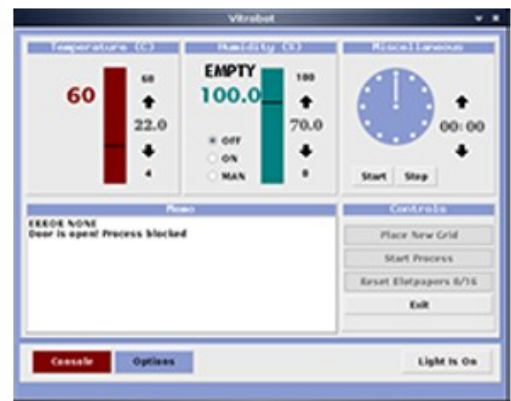 Vitrobot
Temperature (C)
Humidity (%)
Miscellaneous
60
60
22.0
4
EMPTY
100.0
100
70.0
0
OFF
ON
MAN
00:00
Start Stop
Memo
ERROR NONE
Door is open! Process blocked
Controls
Place New Grid
Start Process
Reset Blotpapers 0/16
Exit
Console
Options
Light Is On